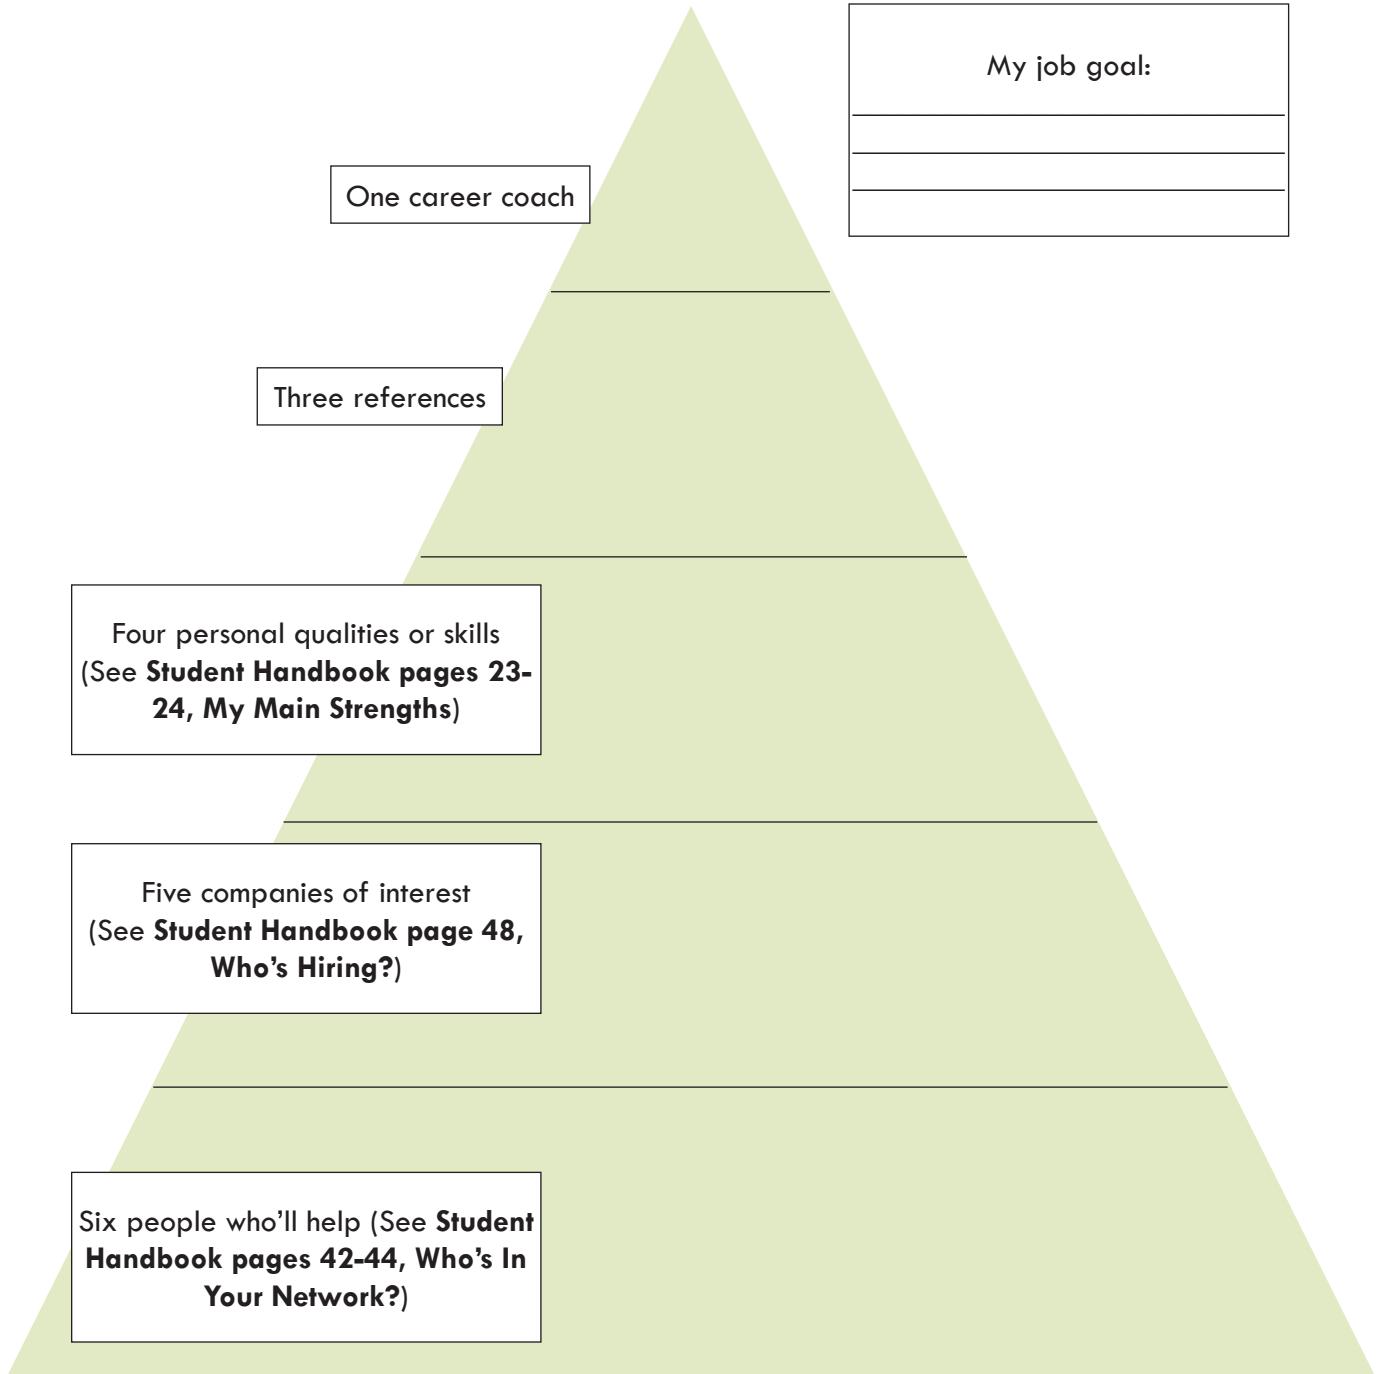 My job goal:
One career coach
Three references
Four personal qualities or skills
(See Student Handbook pages 23-
24, My Main Strengths)
Five companies of interest
(See Student Handbook page 48,
Who’s Hiring?)
Six people who’ll help (See Student
Handbook pages 42-44, Who’s In
Your Network?)